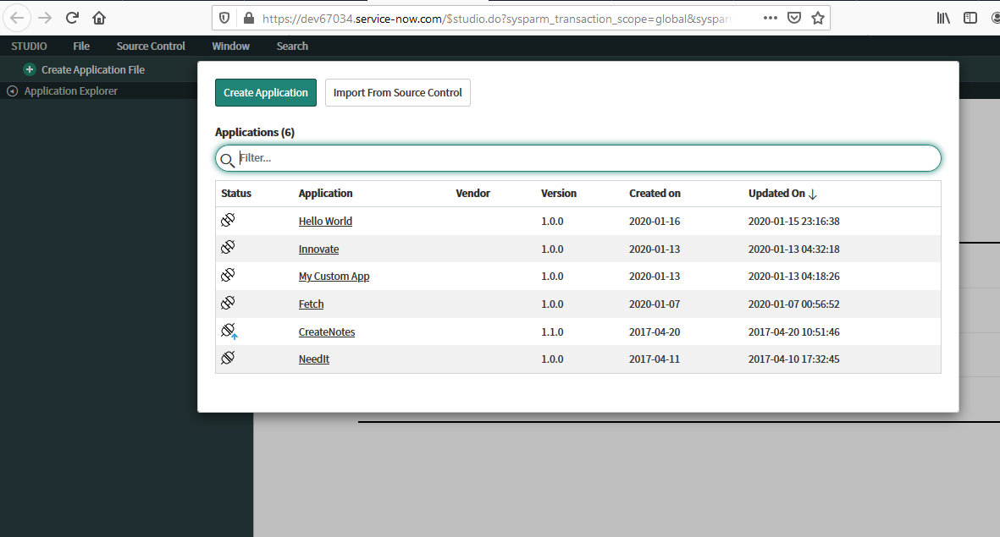 https://dev67034.service-now.com/$studio.do?sysparm_transaction_scope=global&syspar
STUDIO File Source Control Window Search
Create Application File
Application Explorer
Create Application Import From Source Control
Applications (6)
Filter...
Status Application Vendor Version Created on Updated On
Hello World 1.0.0 2020-01-16 2020-01-15 23:16:38
Innovate 1.0.0 2020-01-13 2020-01-13 04:32:18
My Custom App 1.0.0 2020-01-13 2020-01-13 04:18:26
Fetch 1.0.0 2020-01-07 2020-01-07 00:56:52
CreateNotes 1.1.0 2017-04-20 2017-04-20 10:51:46
NeedIt 1.0.0 2017-04-11 2017-04-10 17:32:45